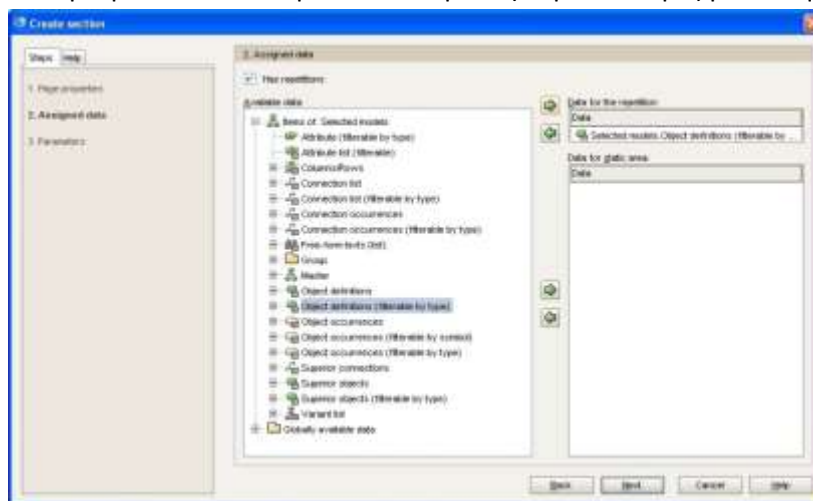 Create section
Steps Help
1. Page properties
2. Assigned data
3. Parameters
2. Assigned data
Has repetitions
Available data
Items of: Selected models
Attribute (filterable by type)
Attribute list (filterable)
Columns/Rows
Connection list
Connection list (filterable by type)
Connection occurrences
Connection occurrences (filterable by type)
Free-form texts (list)
Group
Master
Object definitions
Object definitions (filterable by type)
Object occurrences
Object occurrences (filterable by symbol)
Object occurrences (filterable by type)
Superior connections
Superior objects
Superior objects (filterable by type)
Variant list
Globally available data
Data for the repetition:
Data
Selected models.Object definitions (filterable by ...
Data for static area:
Data
Back Next Cancel Help